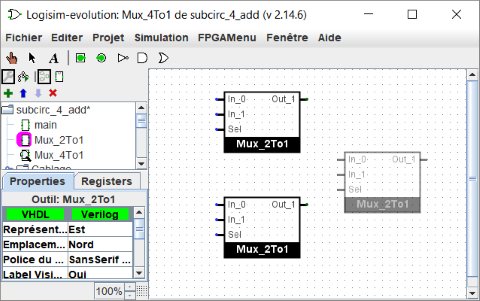 Logisim-evolution: Mux_4To1 de subcirc_4_add (v 2.14.6)
Fichier Editer Projet Simulation FPGAMenu Fenêtre Aide
A
subcirc_4_add*
main
Mux_2To1
Mux_4To1
Cablage
Properties Registers
Outil: Mux_2To1
VHDL Verilog
Représent... Est
Emplacem... Nord
Police du ... SansSerif ...
Label Visi... Oui
100%
In_0 Out_1
In_1
Sel
Mux_2To1
In_0 Out_1
In_1
Sel
Mux_2To1
In_0 Out_1
In_1
Sel
Mux_2To1